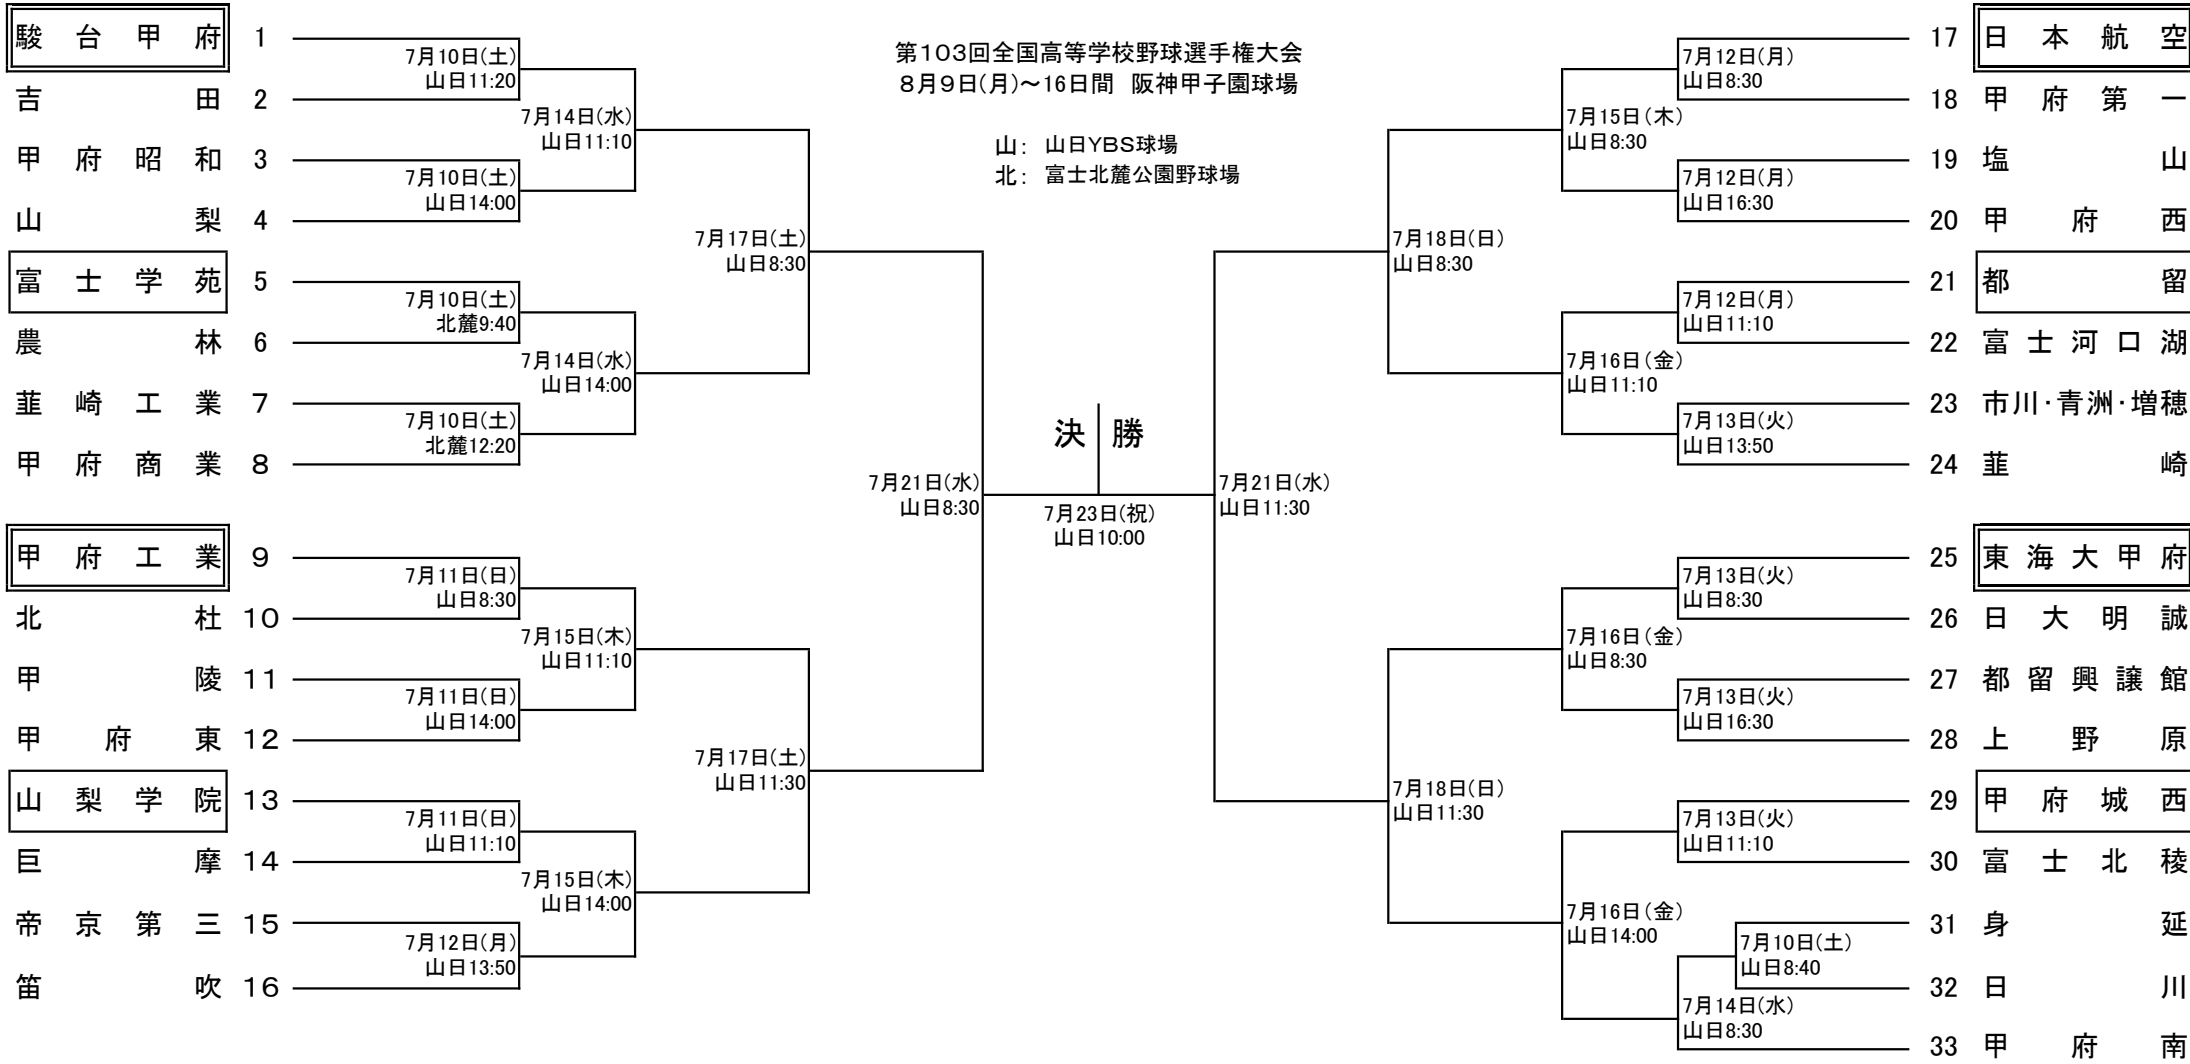 第１０３回全国高等学校野球選手権大会
８月９日(月)～１６日間 阪神甲子園球場
山： 山日ＹＢＳ球場
北： 富士北麓公園野球場
駿台甲府 1
7月10日(土)
山日11:20
吉田 2
7月14日(水)
山日11:10
甲府昭和 3
7月10日(土)
山日14:00
山梨 4
7月17日(土)
山日8:30
富士学苑 5
7月10日(土)
北麓9:40
農林 6
7月14日(水)
山日14:00
韮崎工業 7
7月10日(土)
北麓12:20
甲府商業 8
7月21日(水)
山日8:30
甲府工業 9
7月11日(日)
山日8:30
北杜 10
7月15日(木)
山日11:10
甲陵 11
7月11日(日)
山日14:00
甲府東 12
7月17日(土)
山日11:30
山梨学院 13
7月11日(日)
山日11:10
巨摩 14
7月15日(木)
山日14:00
帝京第三 15
7月12日(月)
山日13:50
笛吹 16
決勝
7月23日(祝)
山日10:00
17 日本航空
7月12日(月)
山日8:30
18 甲府第一
7月15日(木)
山日8:30
19 塩山
7月12日(月)
山日16:30
20 甲府西
7月18日(日)
山日8:30
21 都留
7月12日(月)
山日11:10
22 富士河口湖
7月16日(金)
山日11:10
23 市川･青洲･増穂
7月13日(火)
山日13:50
24 韮崎
7月21日(水)
山日11:30
25 東海大甲府
7月13日(火)
山日8:30
26 日大明誠
7月16日(金)
山日8:30
27 都留興譲館
7月13日(火)
山日16:30
28 上野原
7月18日(日)
山日11:30
29 甲府城西
7月13日(火)
山日11:10
30 富士北稜
7月16日(金)
山日14:00
31 身延
7月10日(土)
山日8:40
32 日川
7月14日(水)
山日8:30
33 甲府南